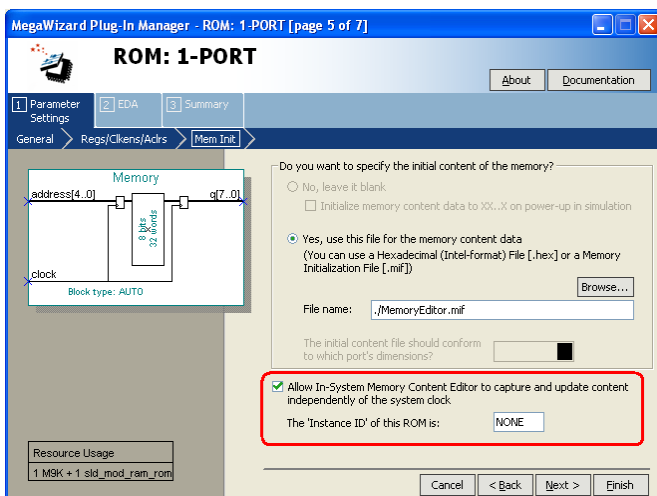 MegaWizard Plug-In Manager - ROM: 1-PORT [page 5 of 7]
ROM: 1-PORT
About
Documentation
1 Parameter Settings
2 EDA
3 Summary
General
Regs/Clkens/Aclrs
Mem Init
Memory
address[4..0]
q[7..0]
8 bits
32 words
clock
Block type: AUTO
Do you want to specify the initial content of the memory?
No, leave it blank
Initialize memory content data to XX..X on power-up in simulation
Yes, use this file for the memory content data
(You can use a Hexadecimal (Intel-format) File [.hex] or a Memory
Initialization File [.mif])
Browse...
File name:
./MemoryEditor.mif
The initial content file should conform
to which port's dimensions?
Allow In-System Memory Content Editor to capture and update content
independently of the system clock
The 'Instance ID' of this ROM is:
NONE
Resource Usage
1 M9K + 1 sld_mod_ram_rom
Cancel
< Back
Next >
Finish